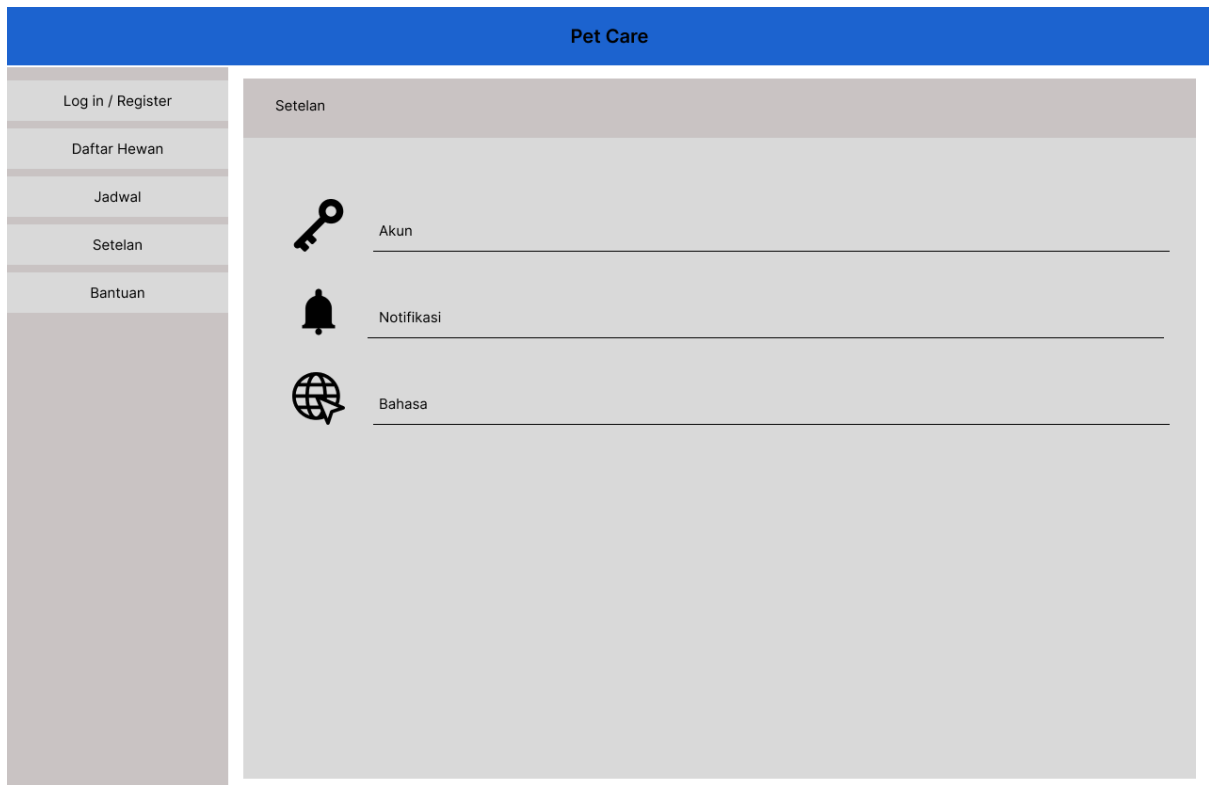 Pet Care
Log in / Register
Daftar Hewan
Jadwal
Setelan
Bantuan
Setelan
Akun
Notifikasi
Bahasa